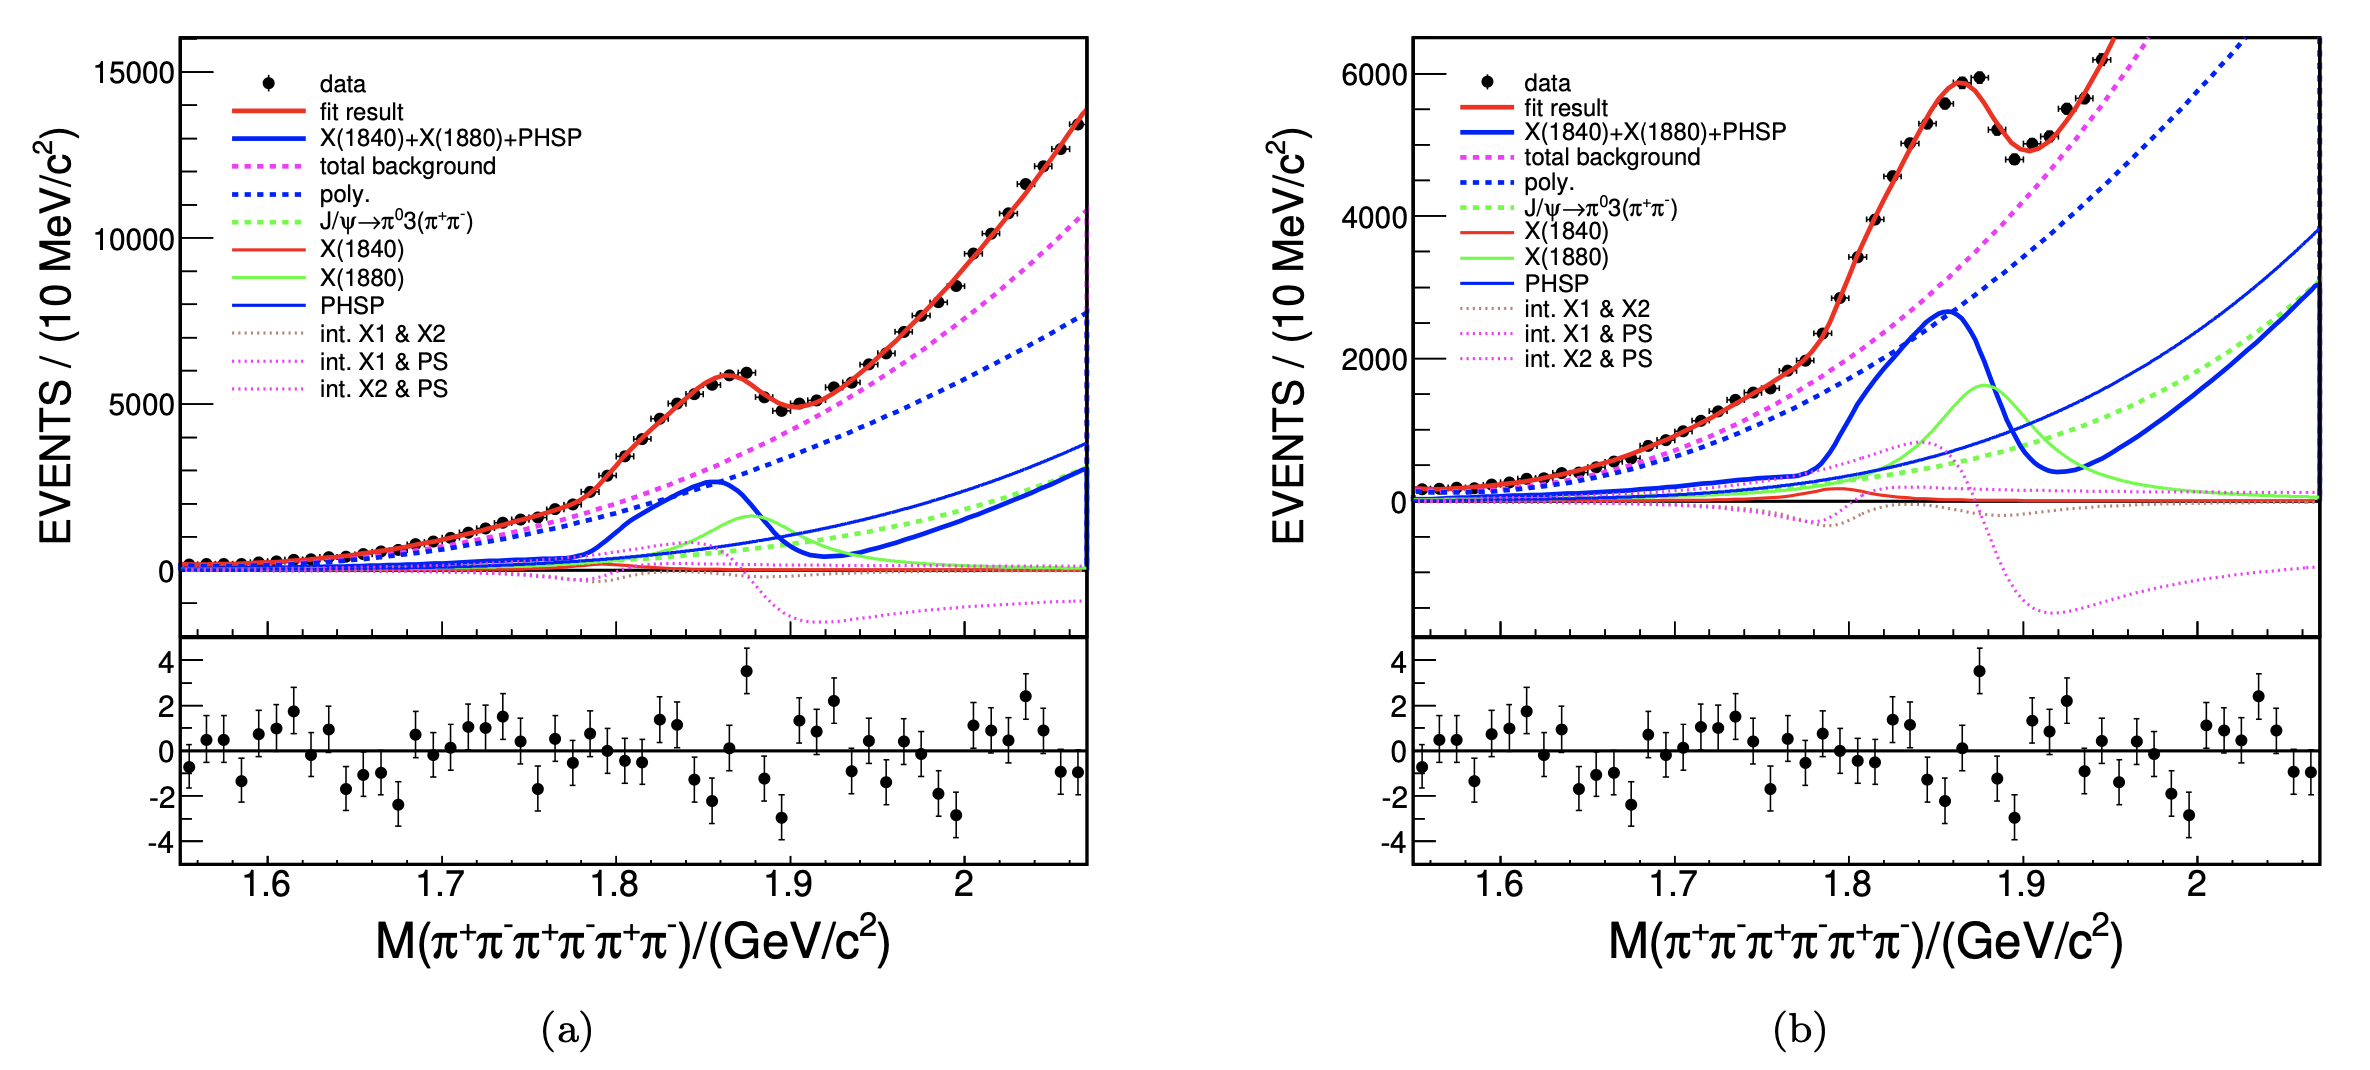 EVENTS / (10 MeV/c²)
15000
10000
5000
0
data
fit result
X(1840)+X(1880)+PHSP
total background
poly.
J/ψ→π⁰3(π⁺π⁻)
X(1840)
X(1880)
PHSP
int. X1 & X2
int. X1 & PS
int. X2 & PS
4
2
0
-2
-4
1.6 1.7 1.8 1.9 2
M(π⁺π⁻π⁺π⁻π⁺π⁻)/(GeV/c²)
(a)
EVENTS / (10 MeV/c²)
6000
4000
2000
0
data
fit result
X(1840)+X(1880)+PHSP
total background
poly.
J/ψ→π⁰3(π⁺π⁻)
X(1840)
X(1880)
PHSP
int. X1 & X2
int. X1 & PS
int. X2 & PS
4
2
0
-2
-4
1.6 1.7 1.8 1.9 2
M(π⁺π⁻π⁺π⁻π⁺π⁻)/(GeV/c²)
(b)